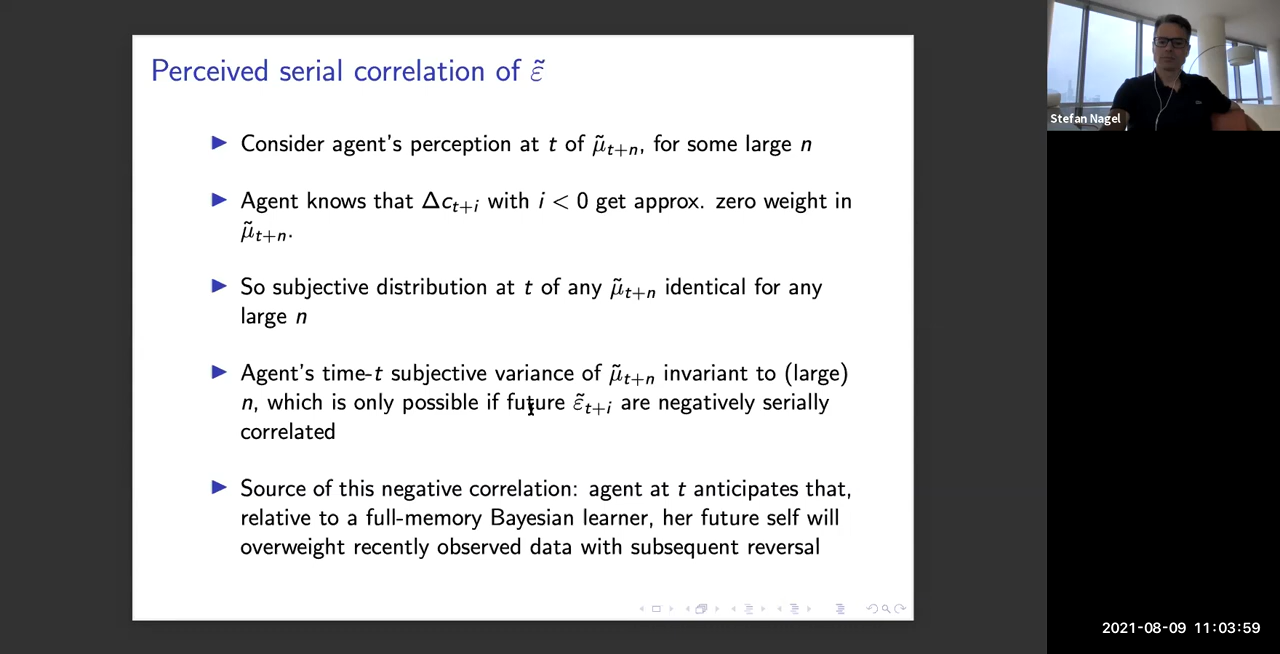 Perceived serial correlation of ε̃
Consider agent's perception at t of μ̃ₜ₊ₙ, for some large n
Agent knows that Δcₜ₊ᵢ with i < 0 get approx. zero weight in
μ̃ₜ₊ₙ.
So subjective distribution at t of any μ̃ₜ₊ₙ identical for any
large n
Agent's time-t subjective variance of μ̃ₜ₊ₙ invariant to (large)
n, which is only possible if future ε̃ₜ₊ᵢ are negatively serially
correlated
Source of this negative correlation: agent at t anticipates that,
relative to a full-memory Bayesian learner, her future self will
overweight recently observed data with subsequent reversal
Stefan Nagel
2021-08-09 11:03:59